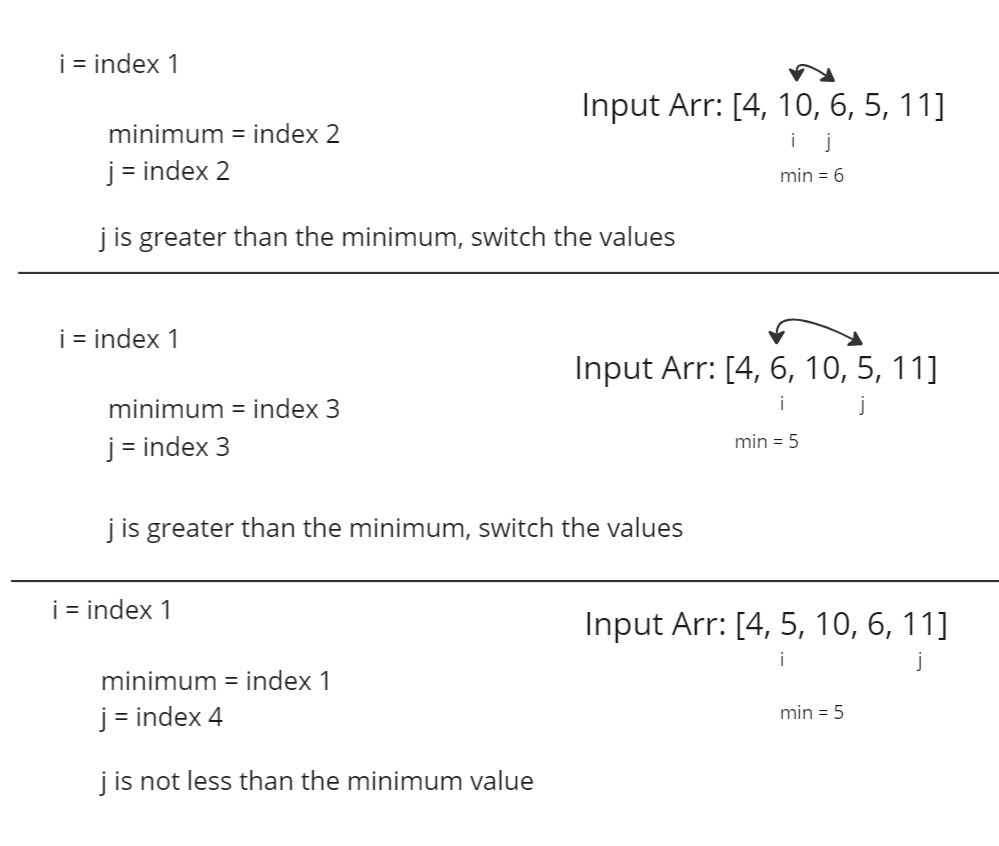 i = index 1
Input Arr: [4, 10, 6, 5, 11]
minimum = index 2
i j
j = index 2
min = 6
j is greater than the minimum, switch the values
i = index 1
Input Arr: [4, 6, 10, 5, 11]
minimum = index 3
i j
j = index 3
min = 5
j is greater than the minimum, switch the values
i = index 1
Input Arr: [4, 5, 10, 6, 11]
i j
minimum = index 1
j = index 4
min = 5
j is not less than the minimum value